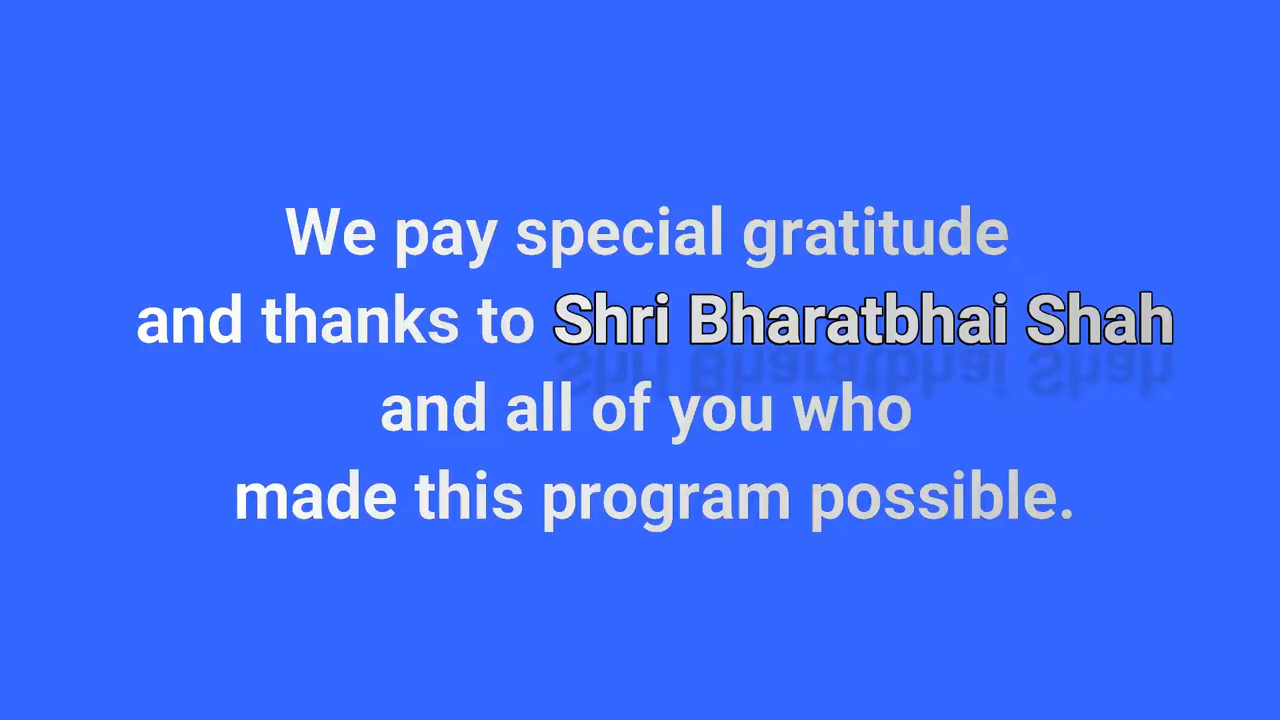 We pay special gratitude
and thanks to Shri Bharatbhai Shah
and all of you who
made this program possible.